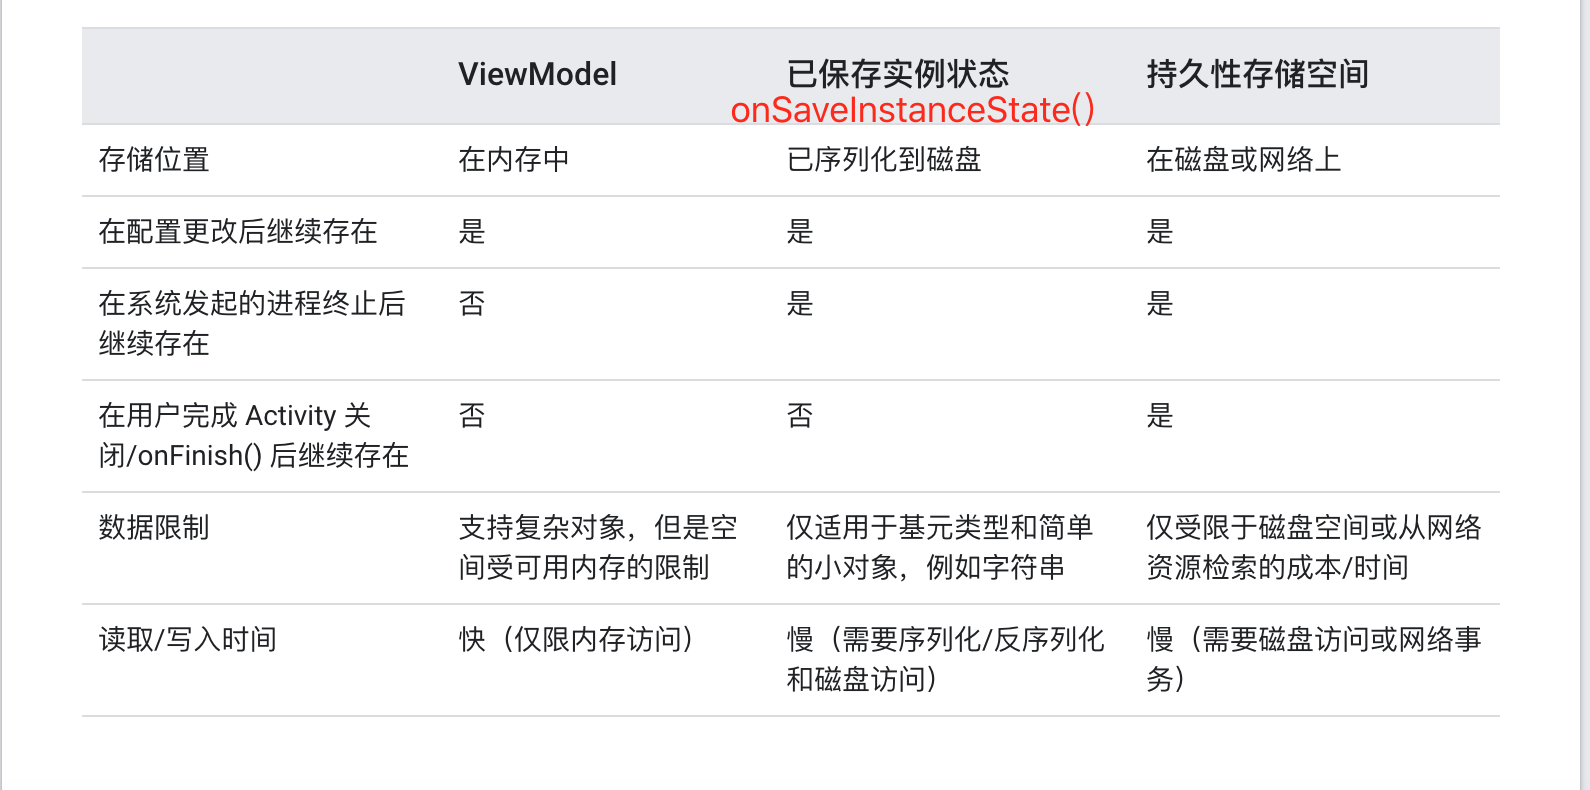 ViewModel 已保存实例状态 持久性存储空间
onSaveInstanceState()
存储位置 在内存中 已序列化到磁盘 在磁盘或网络上
在配置更改后继续存在 是 是 是
在系统发起的进程终止后 否 是 是
继续存在
在用户完成 Activity 关 否 否 是
闭/onFinish() 后继续存在
数据限制 支持复杂对象，但是空 仅适用于基元类型和简单 仅受限于磁盘空间或从网络
间受可用内存的限制 的小对象，例如字符串 资源检索的成本/时间
读取/写入时间 快（仅限内存访问） 慢（需要序列化/反序列化 慢（需要磁盘访问或网络事
和磁盘访问） 务）